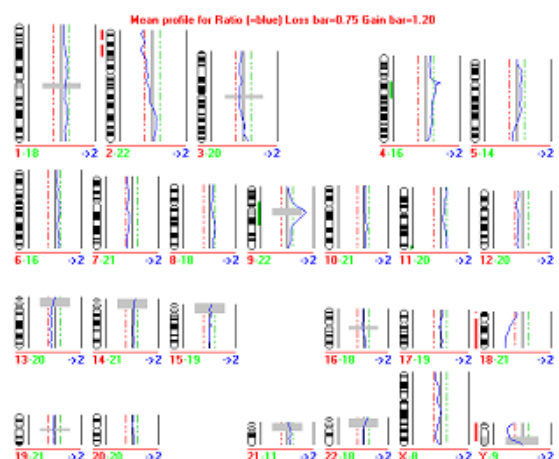 Mean profile for Ratio (=blue) Loss bar=0.75 Gain bar=1.20
1-18 ->2 2-22 ->2 3-20 ->2 4-16 ->2 5-14 ->2
6-16 ->2 7-21 ->2 8-18 ->2 9-22 ->2 10-21 ->2 11-20 ->2 12-20 ->2
13-20 ->2 14-21 ->2 15-19 ->2 16-18 ->2 17-19 ->2 18-21 ->2
19-21 ->2 20-20 ->2 21-11 ->2 22-18 ->2 X-8 ->2 Y-9 ->2